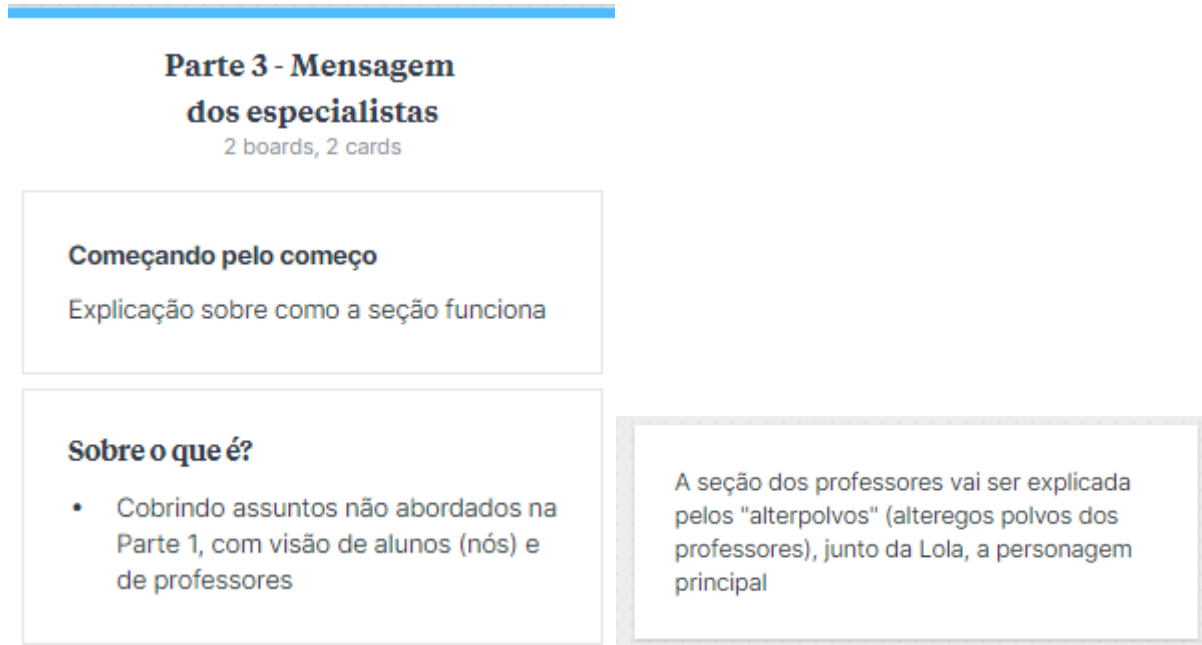 Parte 3 - Mensagem
dos especialistas
2 boards, 2 cards
Começando pelo começo
Explicação sobre como a seção funciona
Sobre o que é?
• Cobrindo assuntos não abordados na
Parte 1, com visão de alunos (nós) e
de professores
A seção dos professores vai ser explicada
pelos "alterpolvos" (alteregos polvos dos
professores), junto da Lola, a personagem
principal